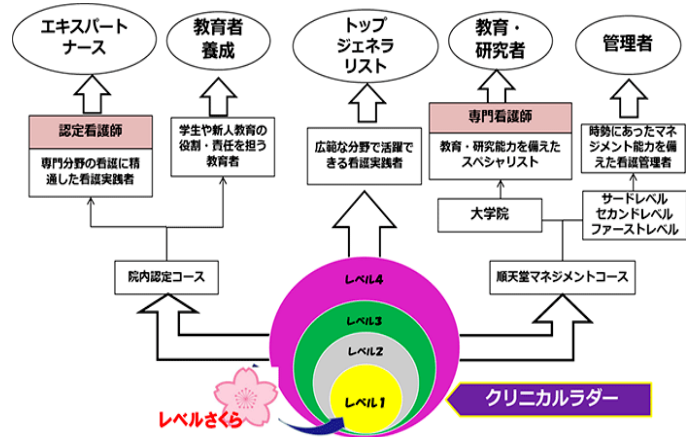 エキスパート
ナース
教育者
養成
トップ
ジェネラ
リスト
教育・
研究者
管理者
認定看護師
専門分野の看護に精
通した看護実践者
学生や新人教育の
役割・責任を担う
教育者
広範な分野で活躍で
きる看護実践者
専門看護師
教育・研究能力を備えた
スペシャリスト
時勢にあったマネ
ジメント能力を備
えた看護管理者
大学院
サードレベル
セカンドレベル
ファーストレベル
院内認定コース
順天堂マネジメントコース
レベル4
レベル3
レベル2
レベル1
レベルさくら
クリニカルラダー